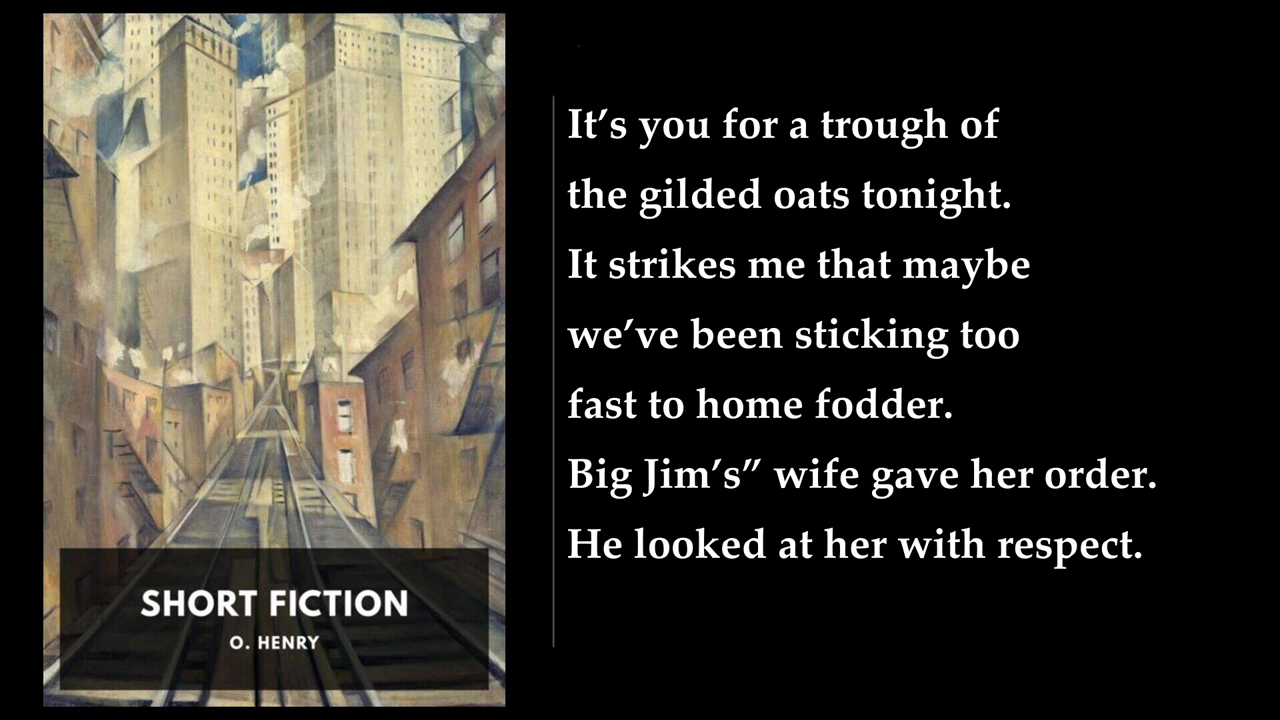 SHORT FICTION
O. HENRY
It’s you for a trough of
the gilded oats tonight.
It strikes me that maybe
we’ve been sticking too
fast to home fodder.
Big Jim’s” wife gave her order.
He looked at her with respect.